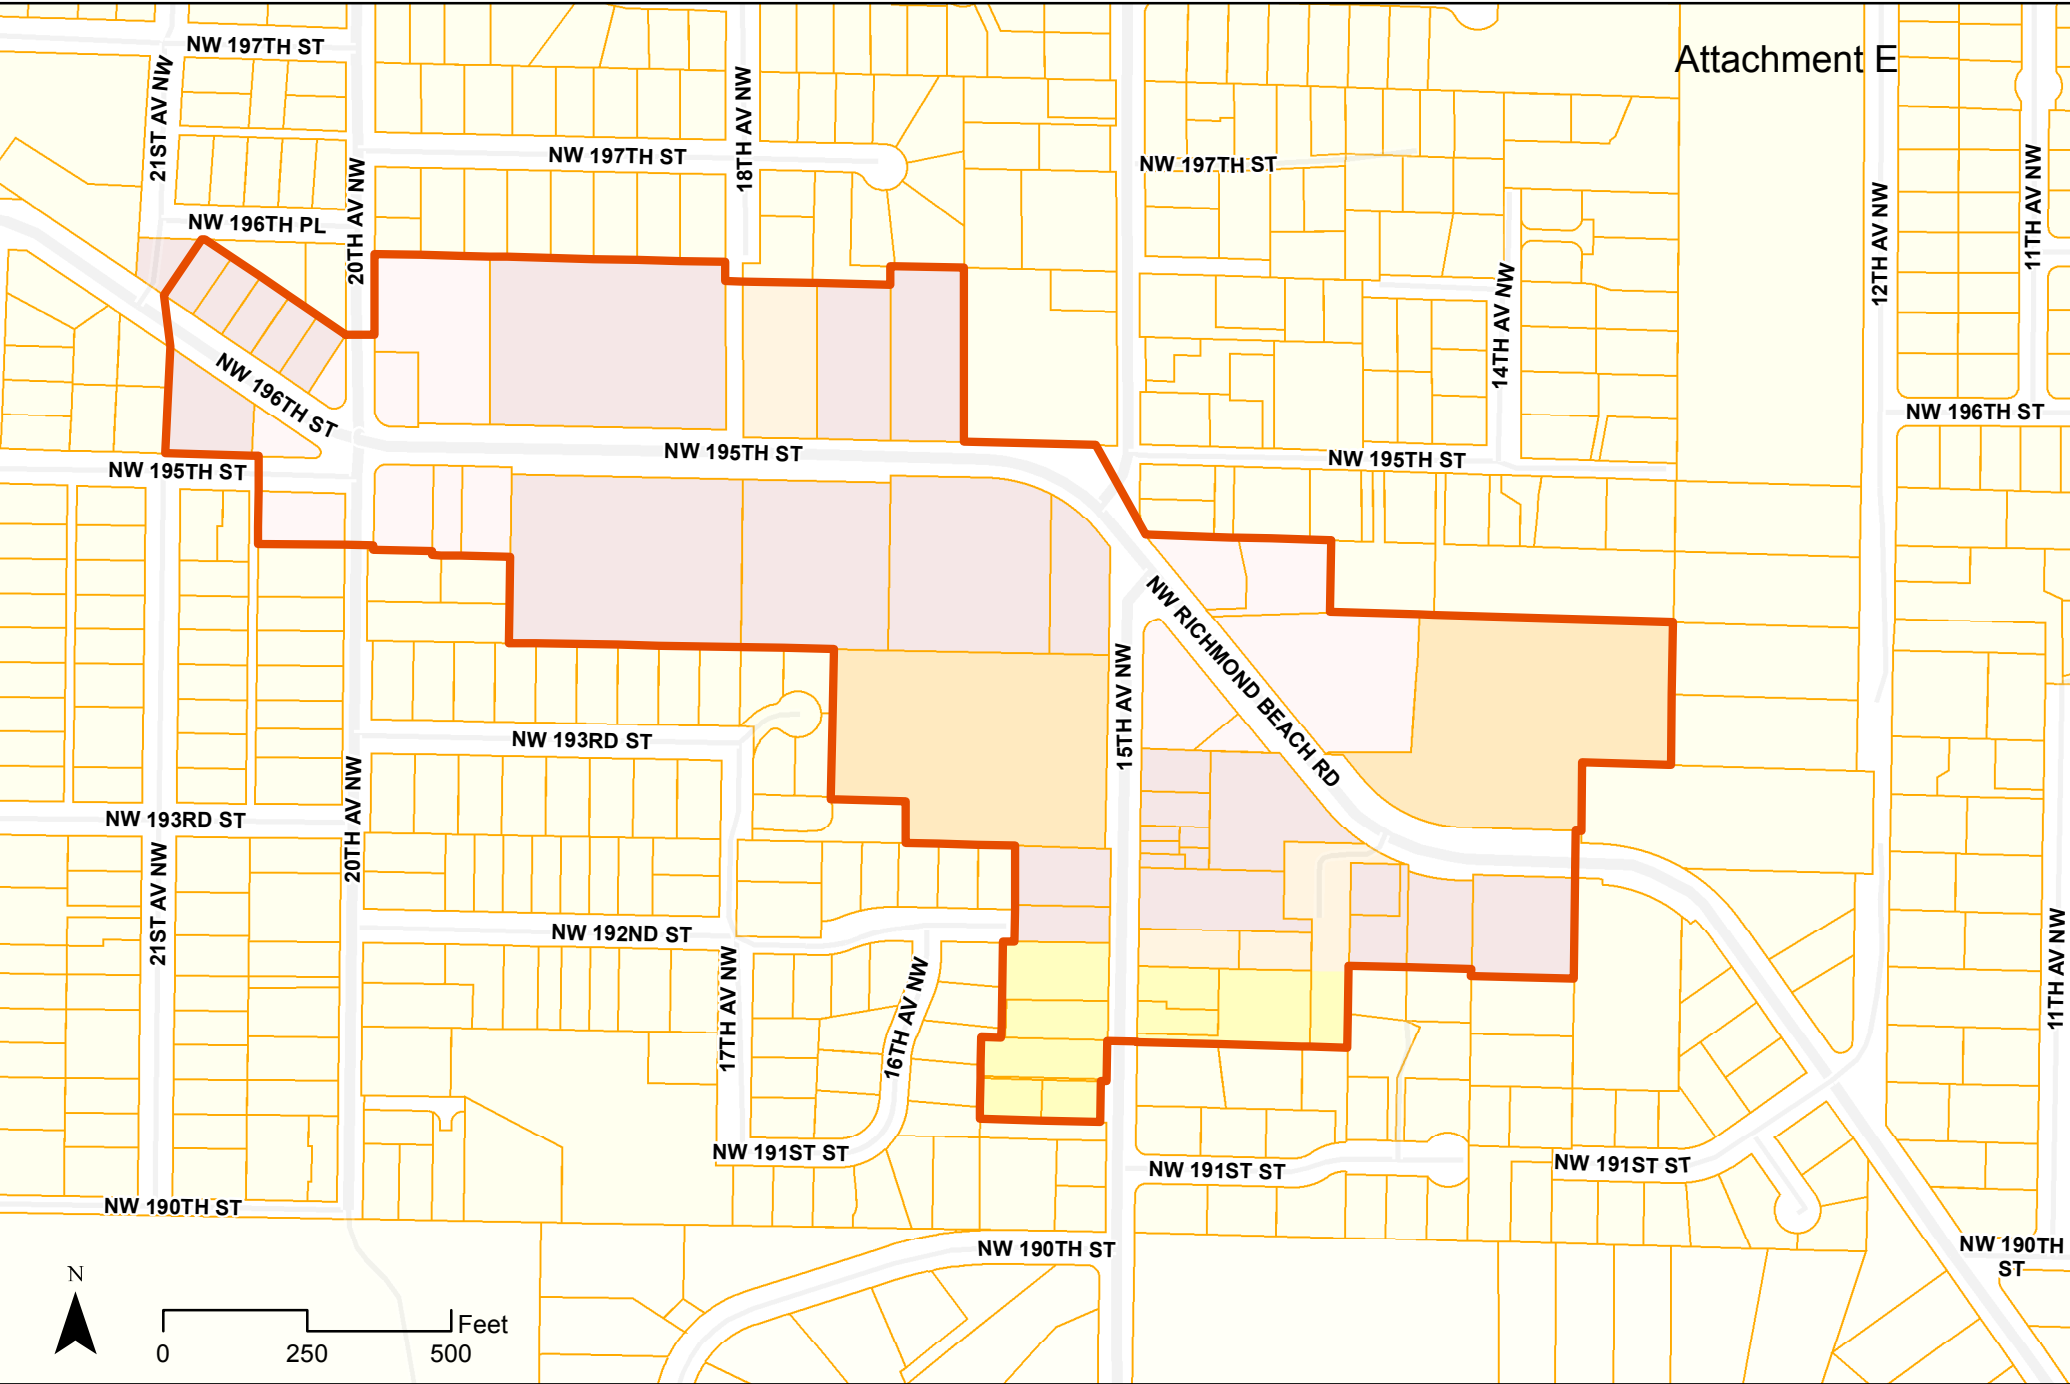 Attachment E
NW 197TH ST
21ST AV NW
20TH AV NW
18TH AV NW
NW 197TH ST
NW 197TH ST
11TH AV NW
12TH AV NW
NW 196TH PL
14TH AV NW
NW 196TH ST
NW 196TH ST
NW 195TH ST
NW 195TH ST
NW 195TH ST
NW RICHMOND BEACH RD
15TH AV NW
NW 193RD ST
20TH AV NW
NW 193RD ST
21ST AV NW
NW 192ND ST
17TH AV NW
16TH AV NW
11TH AV NW
NW 191ST ST
NW 191ST ST
NW 191ST ST
NW 190TH ST
NW 190TH ST
NW 190TH
ST
N
Feet
0 250 500